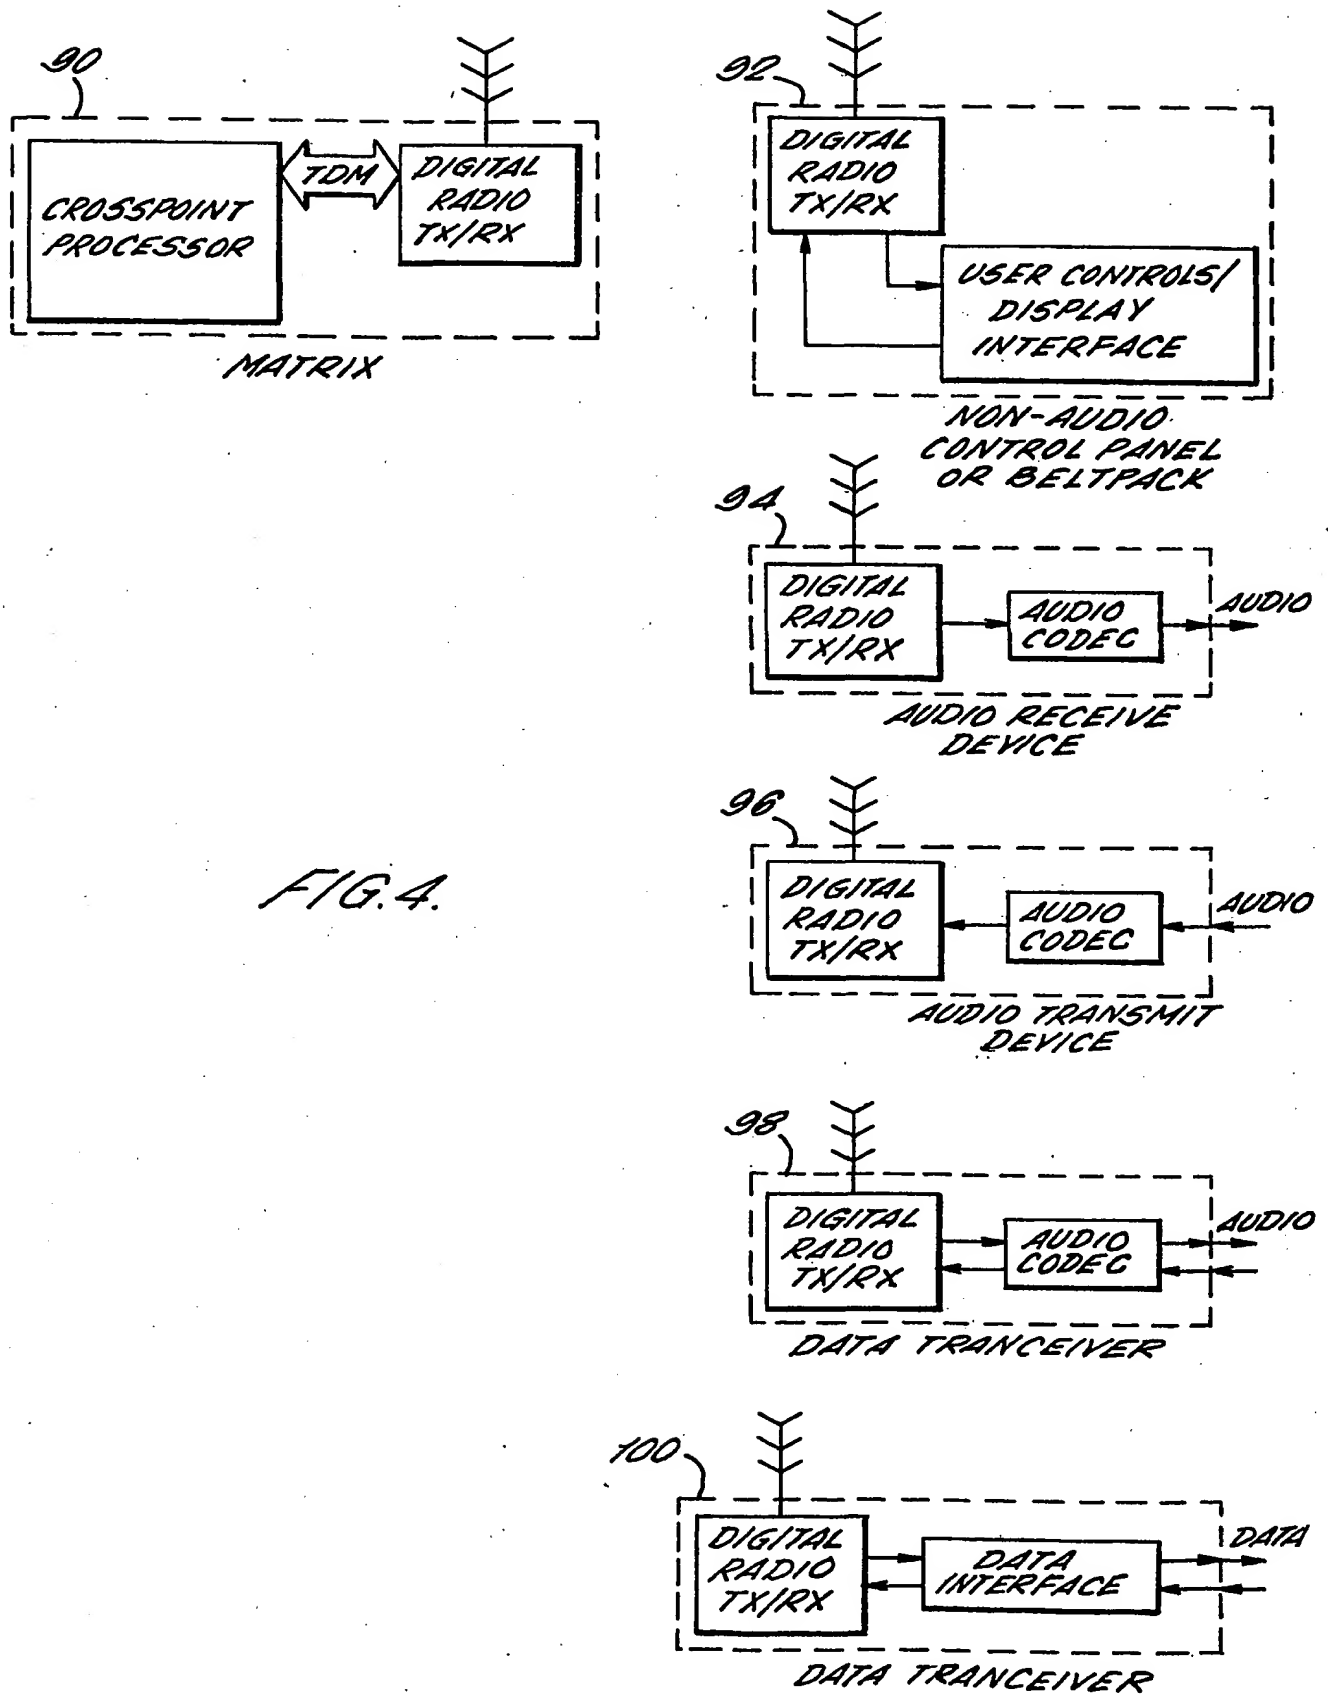 90
CROSSPOINT
PROCESSOR
TDM
DIGITAL
RADIO
TX/RX
MATRIX
92
DIGITAL
RADIO
TX/RX
USER CONTROLS/
DISPLAY
INTERFACE
NON-AUDIO
CONTROL PANEL
OR BELTPACK
94
DIGITAL
RADIO
TX/RX
AUDIO
CODEC
AUDIO
AUDIO RECEIVE
DEVICE
96
DIGITAL
RADIO
TX/RX
AUDIO
CODEC
AUDIO
AUDIO TRANSMIT
DEVICE
FIG.4.
98
DIGITAL
RADIO
TX/RX
AUDIO
CODEC
AUDIO
DATA TRANCEIVER
100
DIGITAL
RADIO
TX/RX
DATA
INTERFACE
DATA
DATA TRANCEIVER